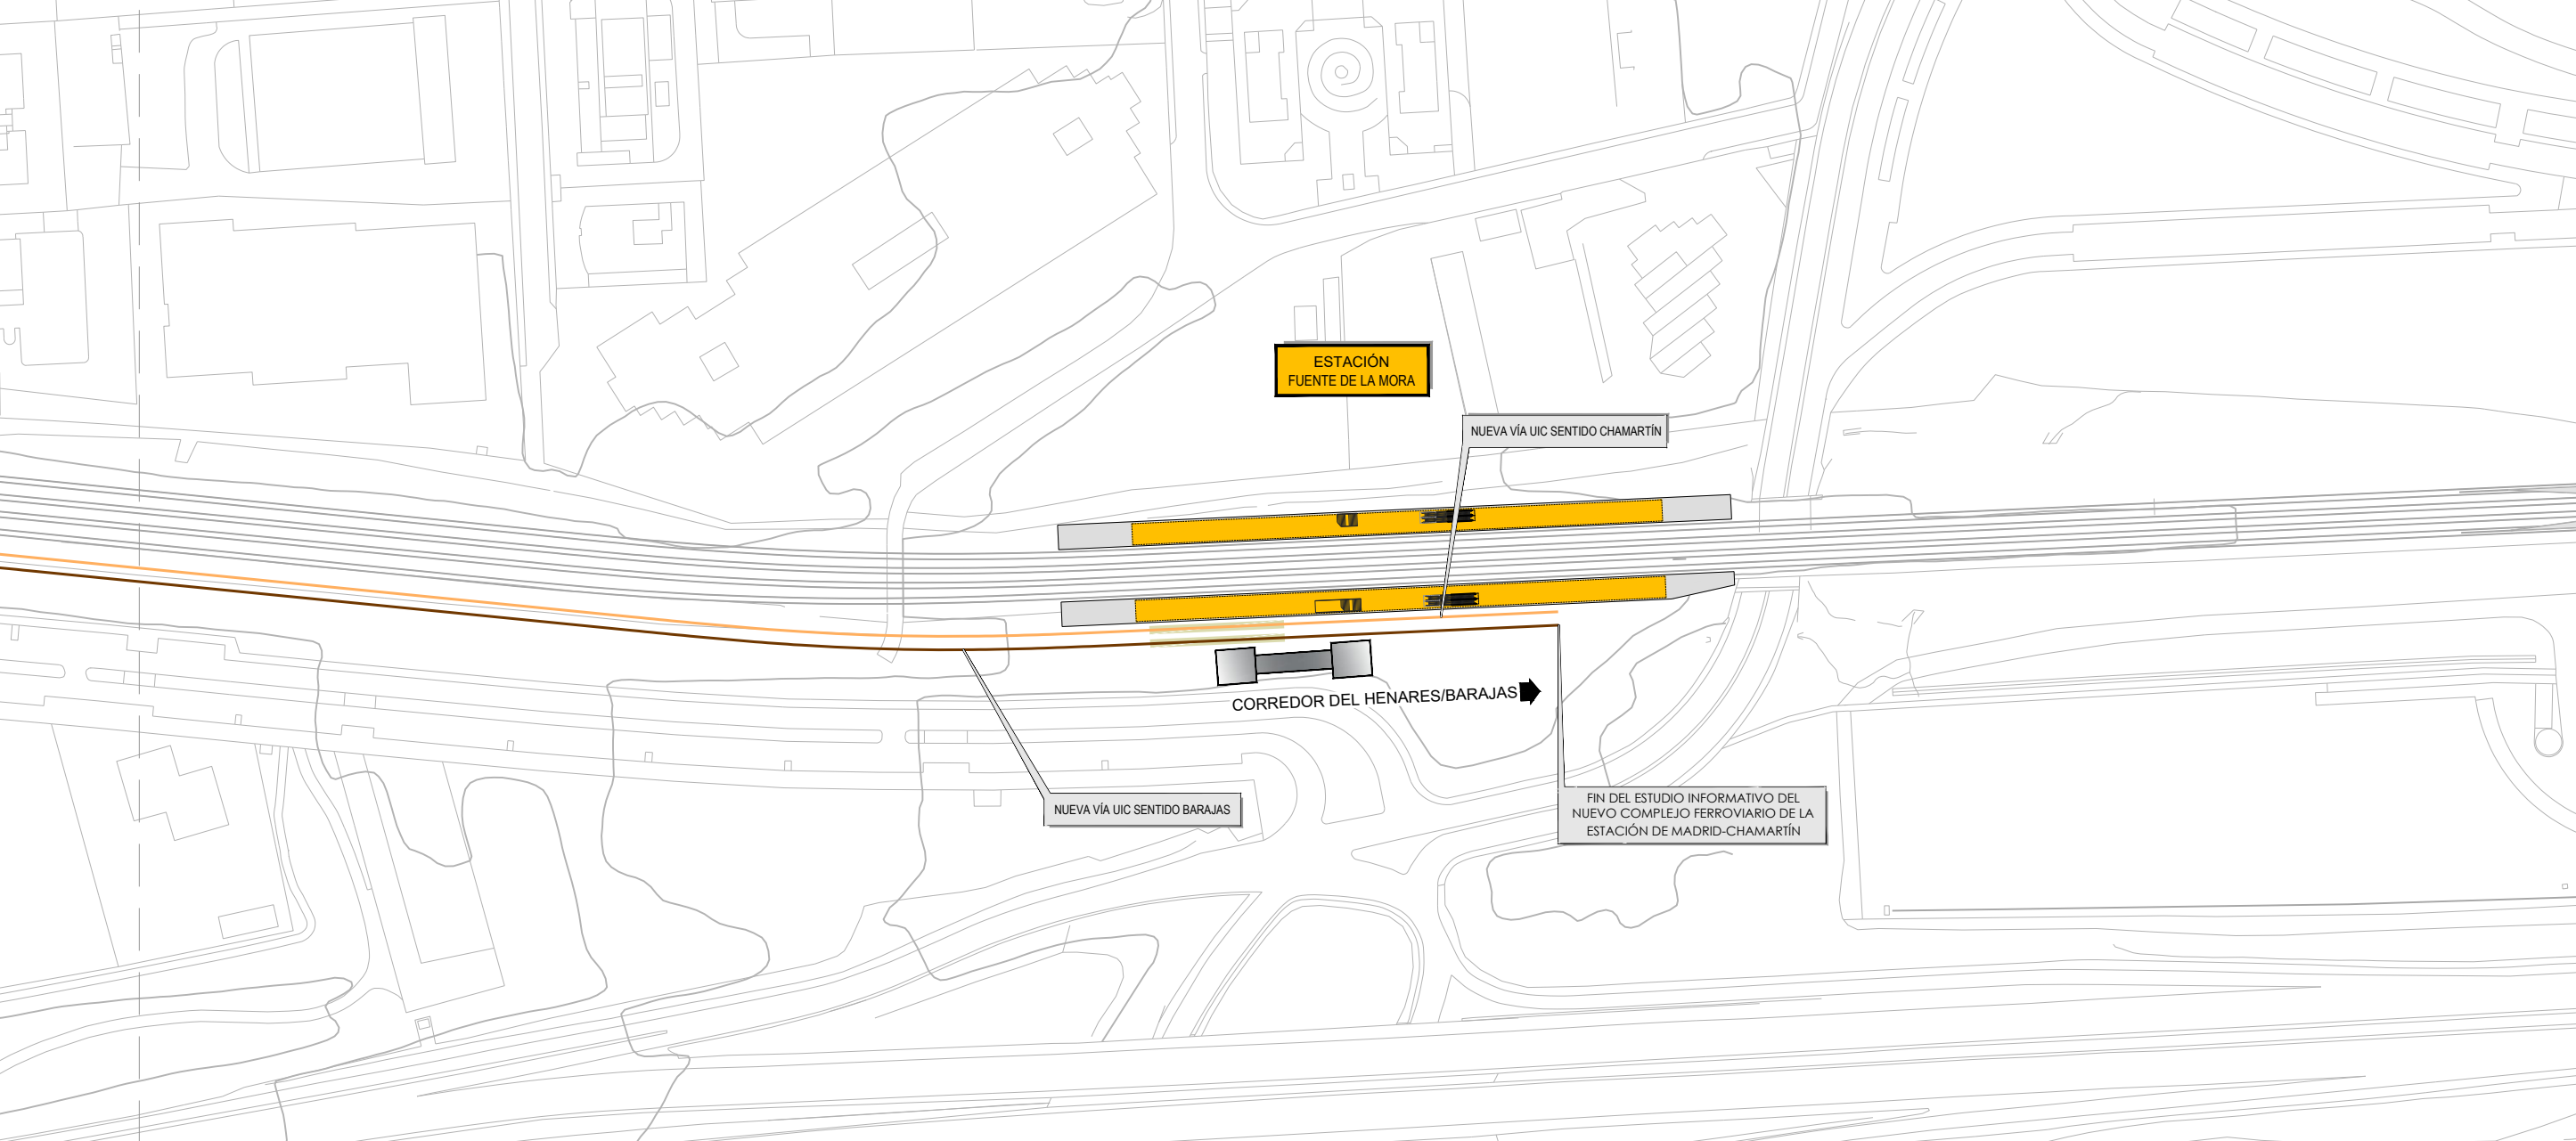 ESTACIÓN
FUENTE DE LA MORA
NUEVA VÍA UIC SENTIDO CHAMARTÍN
CORREDOR DEL HENARES/BARAJAS
NUEVA VÍA UIC SENTIDO BARAJAS
FIN DEL ESTUDIO INFORMATIVO DEL
NUEVO COMPLEJO FERROVIARIO DE LA
ESTACIÓN DE MADRID-CHAMARTÍN